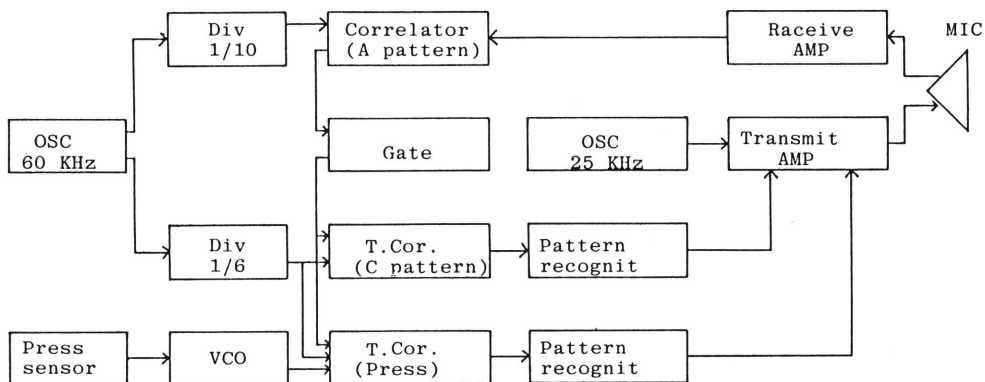 Div
1/10
Correlator
(A pattern)
Raceive
AMP
MIC
OSC
60 KHz
Gate
OSC
25 KHz
Transmit
AMP
Div
1/6
T.Cor.
(C pattern)
Pattern
recognit
Press
sensor
VCO
T.Cor.
(Press)
Pattern
recognit